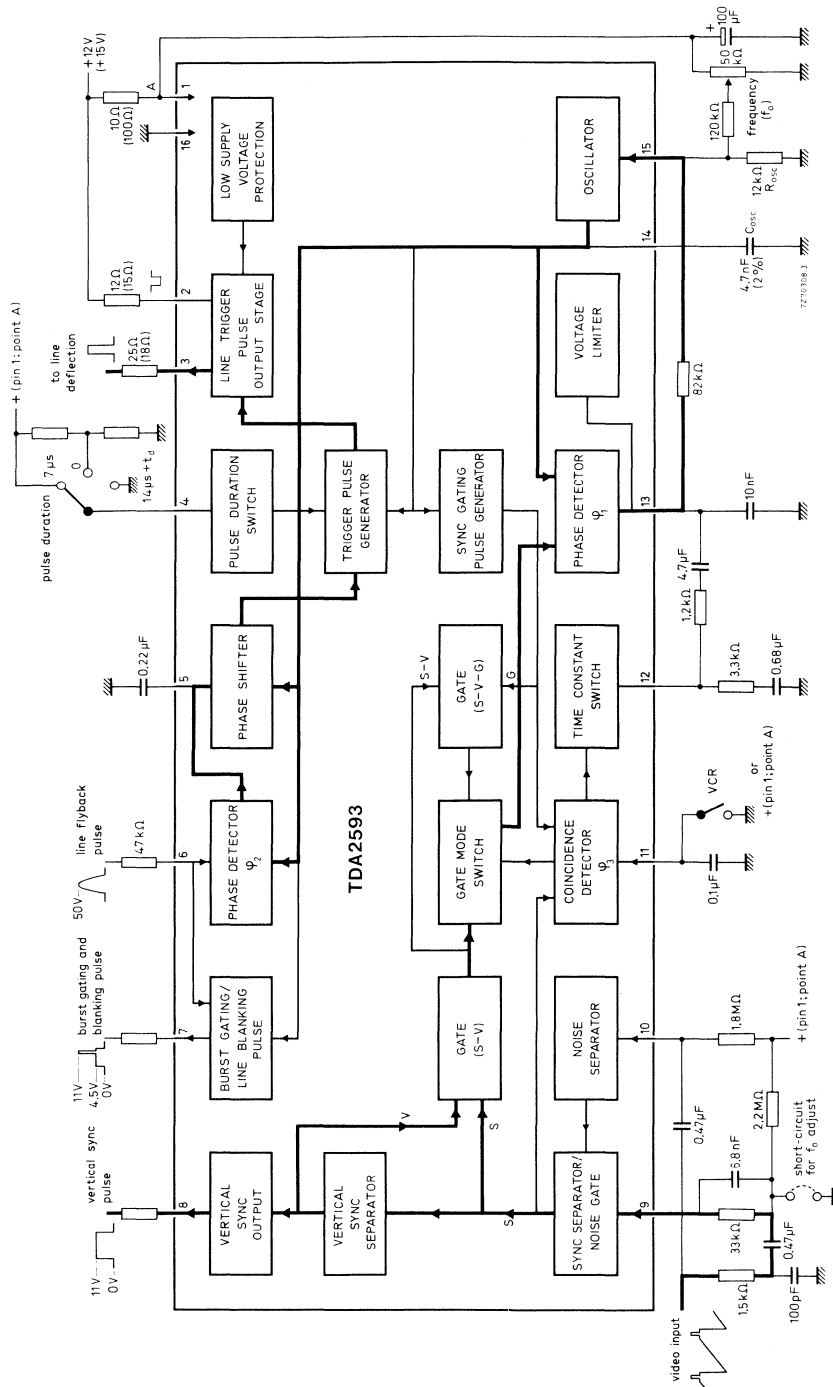 vertical sync
pulse
11V
0V
burst gating and
blanking pulse
11V
4.5V
0V
line flyback
pulse
50V
47kΩ
0,22µF
pulse duration
7µs
0
14µs+td
+(pin1;point A)
to line
deflection
25Ω
(18Ω)
12Ω
(15Ω)
+12V
(+15V)
10Ω
(100Ω)
A
8
7
6
5
4
3
2
16
1
VERTICAL
SYNC
OUTPUT
BURST GATING/
LINE BLANKING
PULSE
PHASE
DETECTOR
φ2
PHASE SHIFTER
PULSE DURATION
SWITCH
LINE TRIGGER
PULSE
OUTPUT STAGE
LOW SUPPLY
VOLTAGE
PROTECTION
VERTICAL
SYNC
SEPARATOR
V
S
TDA2593
TRIGGER PULSE
GENERATOR
GATE
(S-V)
GATE MODE
SWITCH
S-V
GATE
(S-V-G)
G
SYNC GATING
PULSE GENERATOR
S
SYNC SEPARATOR/
NOISE GATE
NOISE
SEPARATOR
COINCIDENCE
DETECTOR
φ3
TIME CONSTANT
SWITCH
PHASE DETECTOR
φ1
VOLTAGE
LIMITER
OSCILLATOR
9
10
11
12
13
14
15
video input
1.5kΩ
100pF
0.47µF
33kΩ
6.8nF
short-circuit
for fo adjust
2.2MΩ
0.47µF
1.8MΩ
+(pin1;point A)
0.1µF
VCR
or
+(pin1;point A)
3.3kΩ
0.68µF
1.2kΩ
4.7µF
10nF
82kΩ
4.7nF
(2%)
Cosc
12kΩ
Rosc
120kΩ
frequency
(fo)
50
kΩ
+
100
µF
7Z70308.3